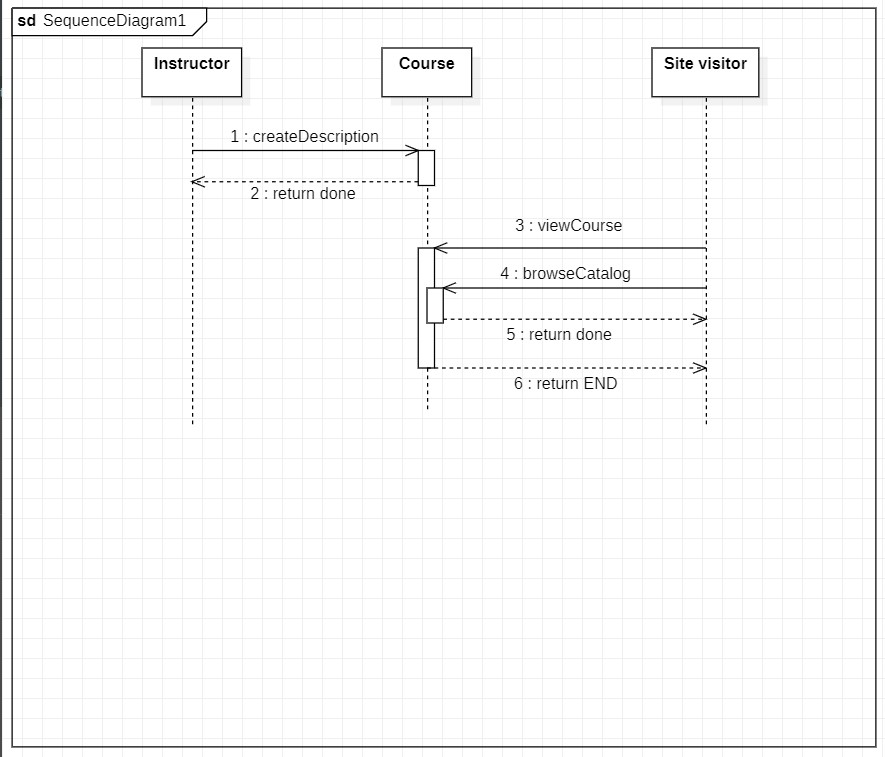 sd SequenceDiagram1
Instructor
Course
Site visitor
1 : createDescription
2 : return done
3 : viewCourse
4 : browseCatalog
5 : return done
6 : return END